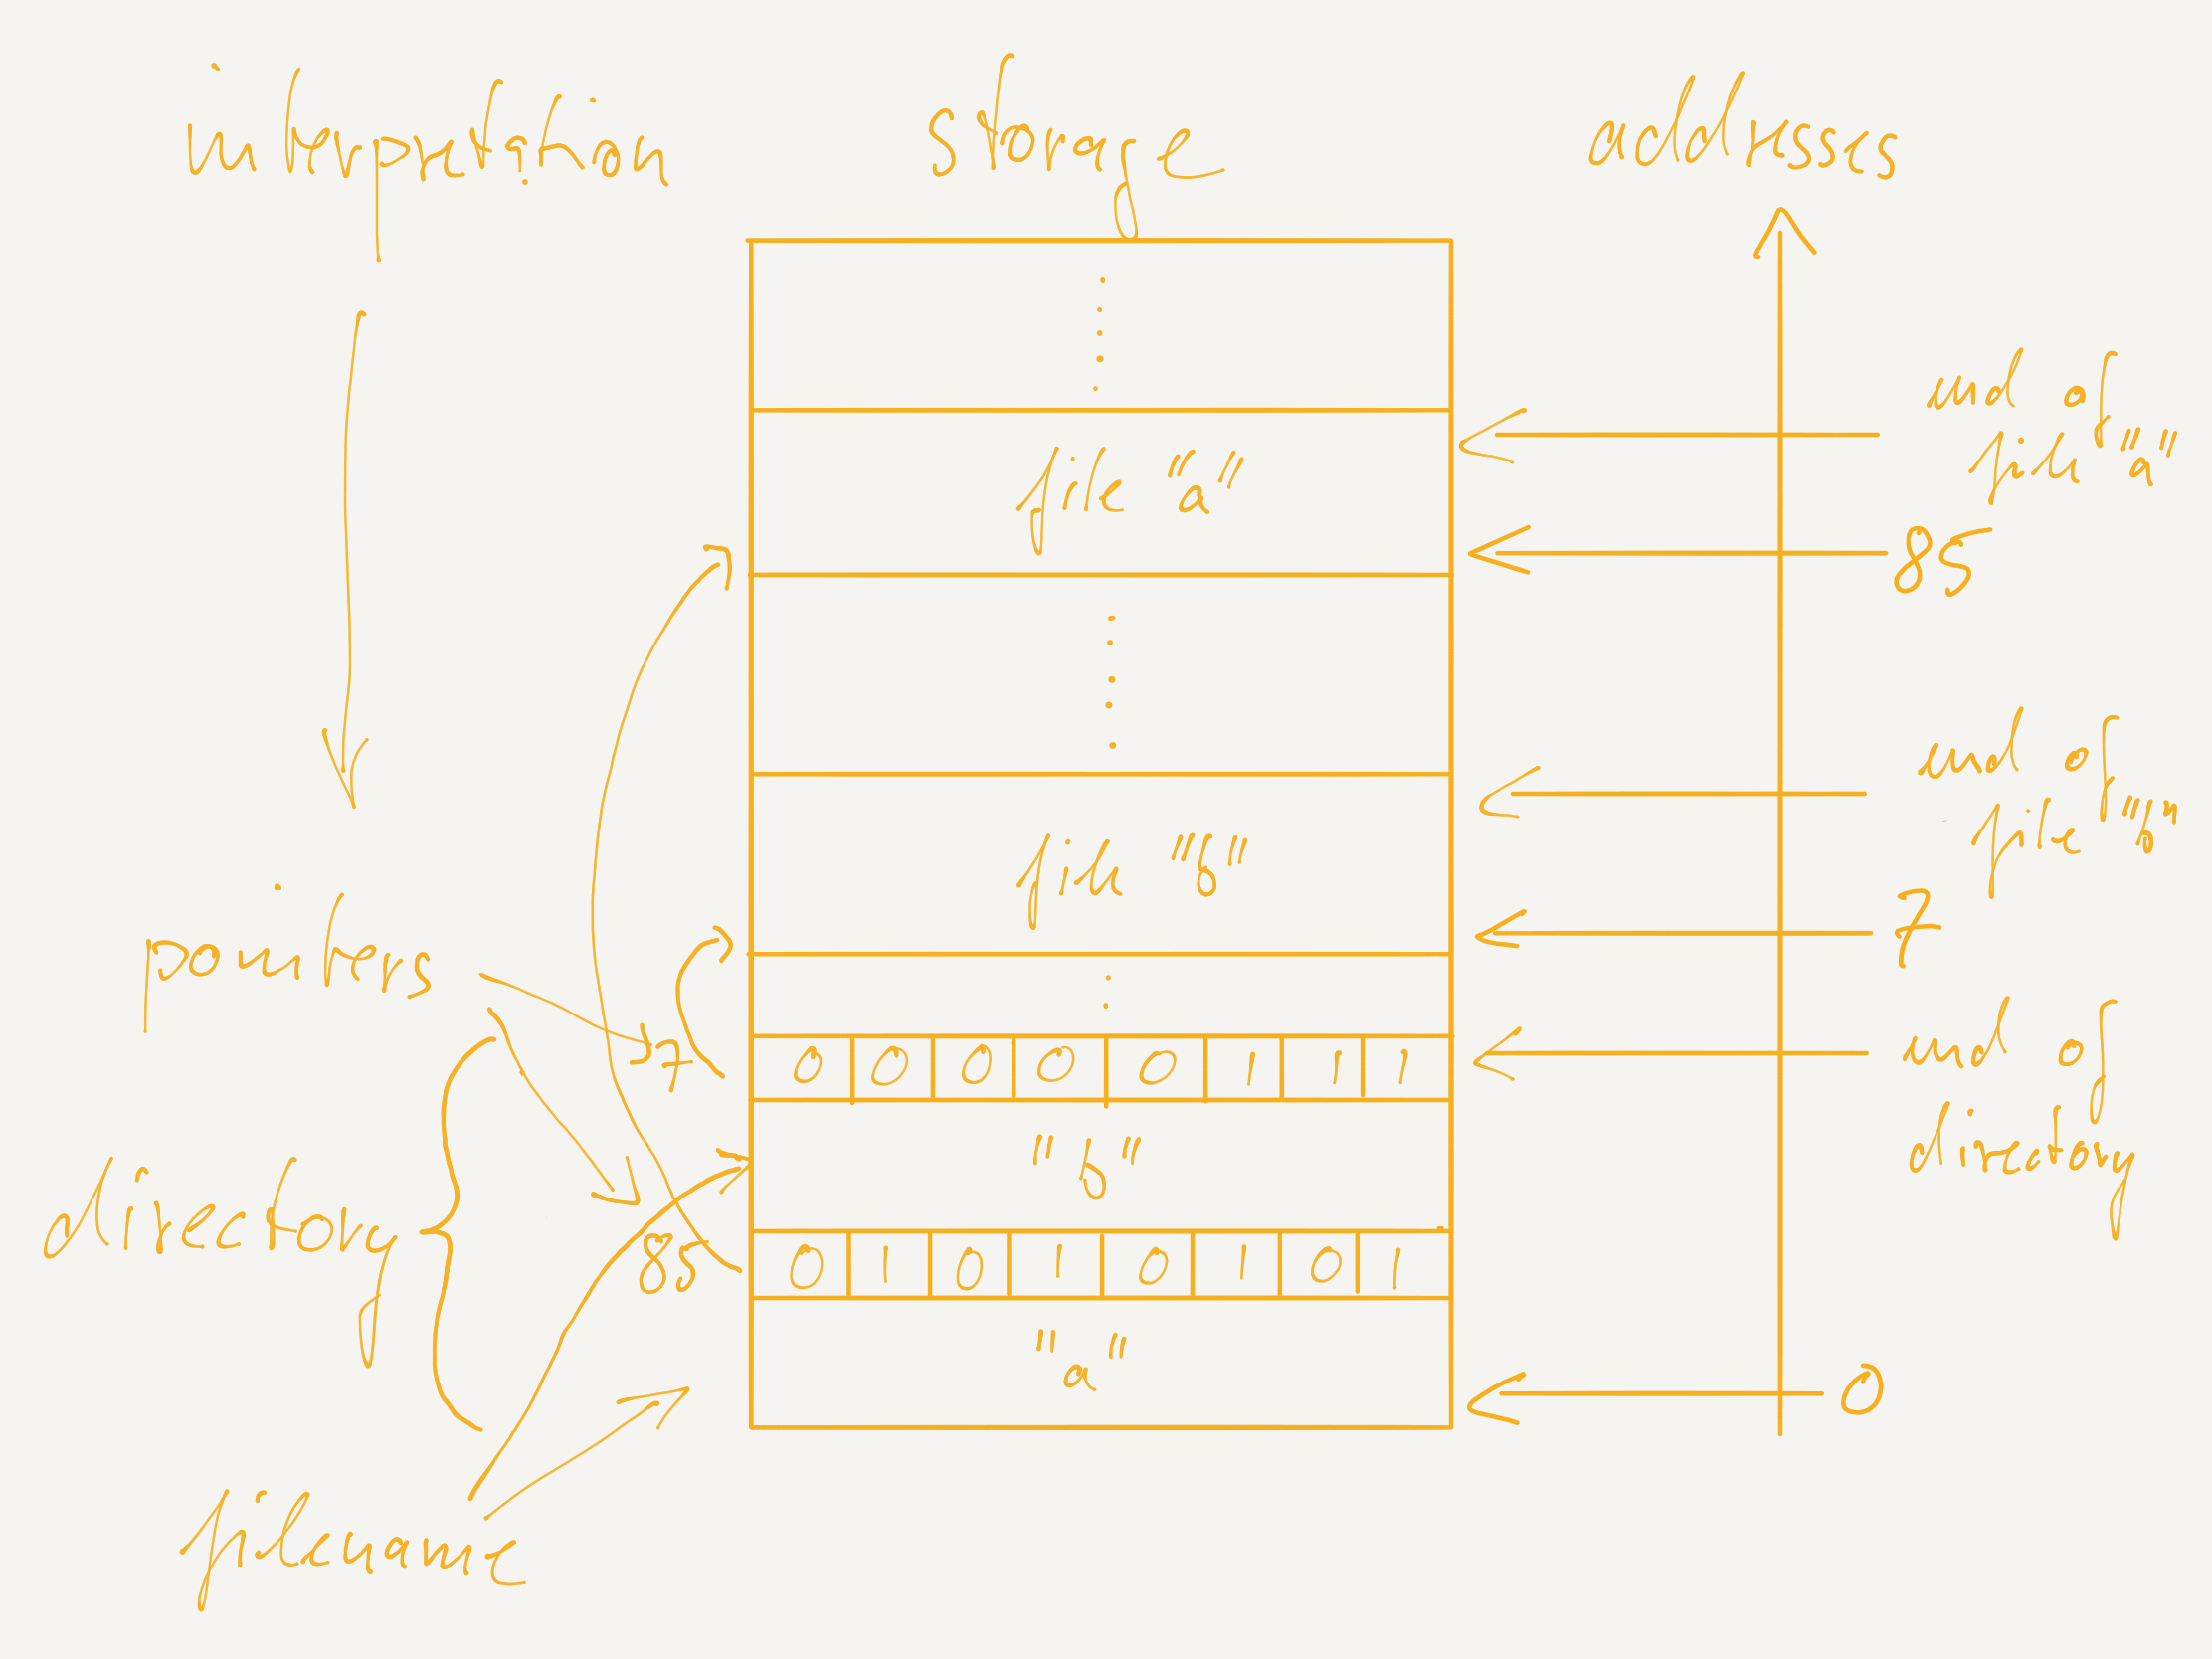 interpretation
storage
addresses
end of
file "a"
file "a"
85
end of
file "b"
file "b"
7
pointers
7
0 0 0 0 0 1 1 1
end of
directory
"b"
directory
85
0 1 0 1 0 1 0 1
"a"
0
filename